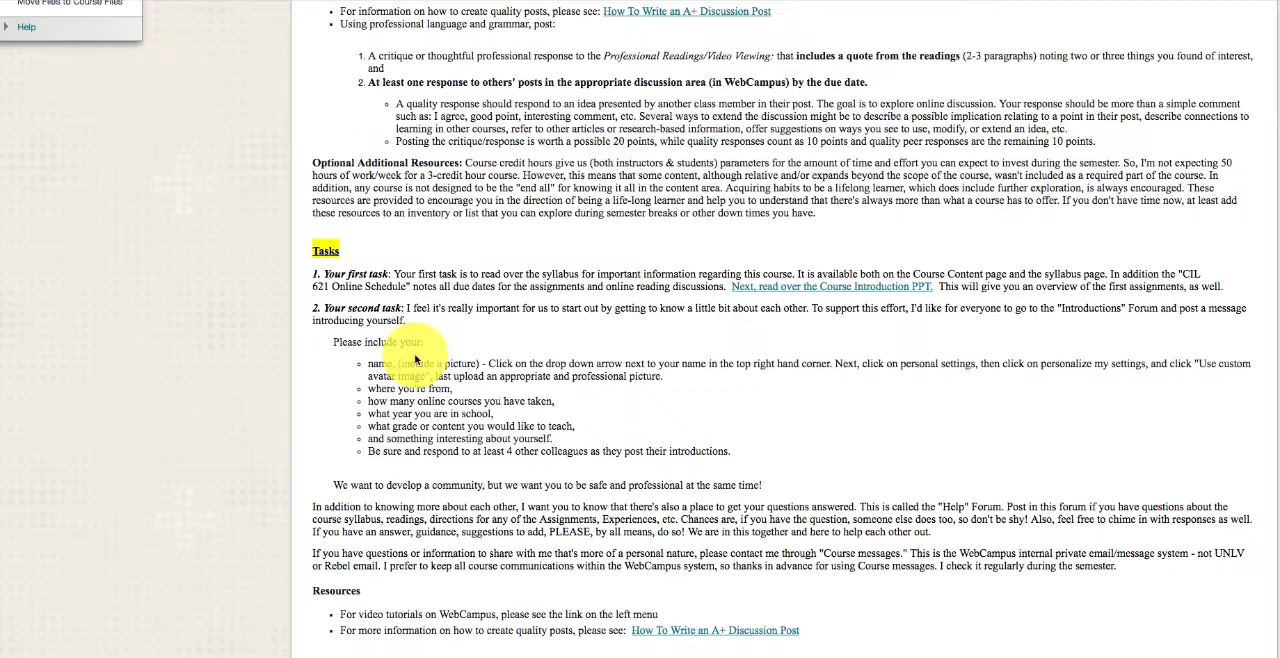 Move Files to Course Files
Help
For information on how to create quality posts, please see: How To Write an A+ Discussion Post
Using professional language and grammar, post:
1. A critique or thoughtful professional response to the Professional Readings/Video Viewing: that includes a quote from the readings (2-3 paragraphs) noting two or three things you found of interest,
and
2. At least one response to others' posts in the appropriate discussion area (in WebCampus) by the due date.
A quality response should respond to an idea presented by another class member in their post. The goal is to explore online discussion. Your response should be more than a simple comment
such as: I agree, good point, interesting comment, etc. Several ways to extend the discussion might be to describe a possible implication relating to a point in their post, describe connections to
learning in other courses, refer to other articles or research-based information, offer suggestions on ways you see to use, modify, or extend an idea, etc.
Posting the critique/response is worth a possible 20 points, while quality responses count as 10 points and quality peer responses are the remaining 10 points.
Optional Additional Resources: Course credit hours give us (both instructors & students) parameters for the amount of time and effort you can expect to invest during the semester. So, I'm not expecting 50
hours of work/week for a 3-credit hour course. However, this means that some content, although relative and/or expands beyond the scope of the course, wasn't included as a required part of the course. In
addition, any course is not designed to be the "end all" for knowing it all in the content area. Acquiring habits to be a lifelong learner, which does include further exploration, is always encouraged. These
resources are provided to encourage you in the direction of being a life-long learner and help you to understand that there's always more than what a course has to offer. If you don't have time now, at least add
these resources to an inventory or list that you can explore during semester breaks or other down times you have.
Tasks
1. Your first task: Your first task is to read over the syllabus for important information regarding this course. It is available both on the Course Content page and the syllabus page. In addition the "CIL
621 Online Schedule" notes all due dates for the assignments and online reading discussions. Next, read over the Course Introduction PPT. This will give you an overview of the first assignments, as well.
2. Your second task: I feel it's really important for us to start out by getting to know a little bit about each other. To support this effort, I'd like for everyone to go to the "Introductions" Forum and post a message
introducing yourself.
Please include your:
name, (include a picture) - Click on the drop down arrow next to your name in the top right hand corner. Next, click on personal settings, then click on personalize my settings, and click "Use custom
avatar image", last upload an appropriate and professional picture.
where you're from,
how many online courses you have taken,
what year you are in school,
what grade or content you would like to teach,
and something interesting about yourself.
Be sure and respond to at least 4 other colleagues as they post their introductions.
We want to develop a community, but we want you to be safe and professional at the same time!
In addition to knowing more about each other, I want you to know that there's also a place to get your questions answered. This is called the "Help" Forum. Post in this forum if you have questions about the
course syllabus, readings, directions for any of the Assignments, Experiences, etc. Chances are, if you have the question, someone else does too, so don't be shy! Also, feel free to chime in with responses as well.
If you have an answer, guidance, suggestions to add, PLEASE, by all means, do so! We are in this together and here to help each other out.
If you have questions or information to share with me that's more of a personal nature, please contact me through "Course messages." This is the WebCampus internal private email/message system - not UNLV
or Rebel email. I prefer to keep all course communications within the WebCampus system, so thanks in advance for using Course messages. I check it regularly during the semester.
Resources
For video tutorials on WebCampus, please see the link on the left menu
For more information on how to create quality posts, please see: How To Write an A+ Discussion Post